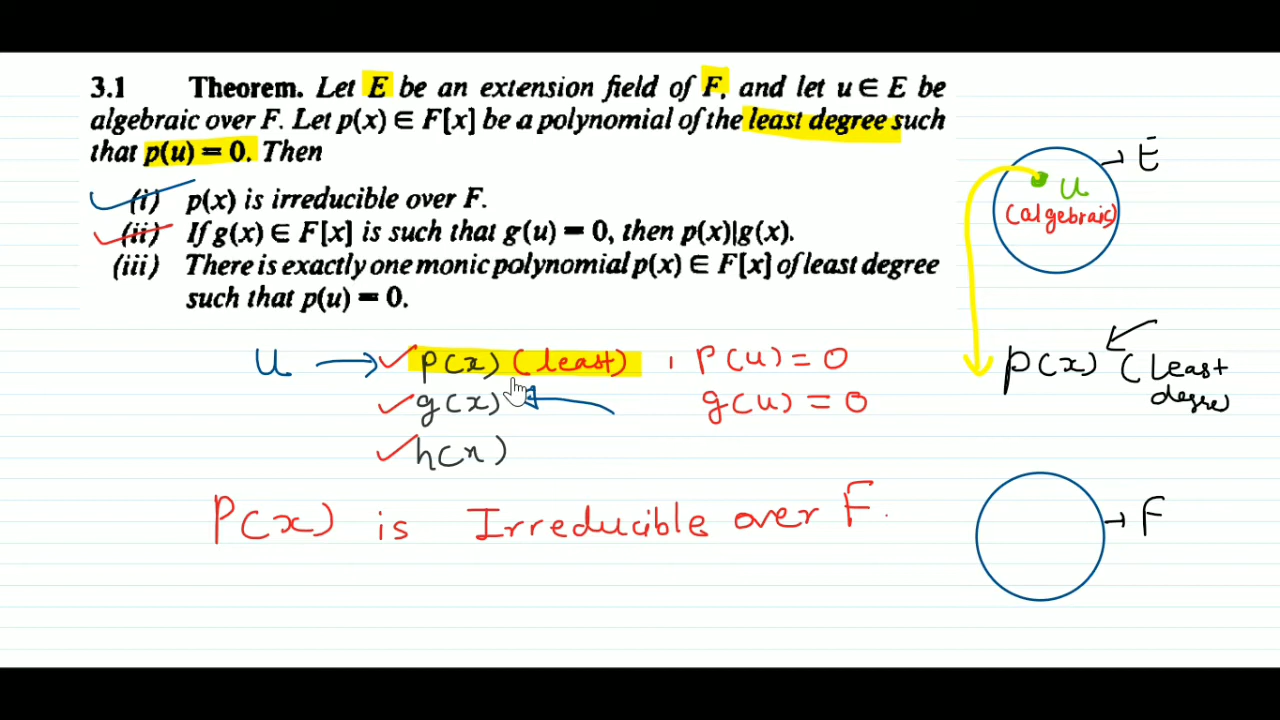 3.1 Theorem. Let E be an extension field of F, and let u ∈ E be
algebraic over F. Let p(x) ∈ F[x] be a polynomial of the least degree such
that p(u) = 0. Then
(i) p(x) is irreducible over F.
(ii) If g(x) ∈ F[x] is such that g(u) = 0, then p(x)|g(x).
(iii) There is exactly one monic polynomial p(x) ∈ F[x] of least degree
such that p(u) = 0.
E
u
(algebraic)
u → p(x) (least) , P(u) = 0
g(x) g(u) = 0
h(x)
p(x) (least
degre
P(x) is Irreducible over F.
F